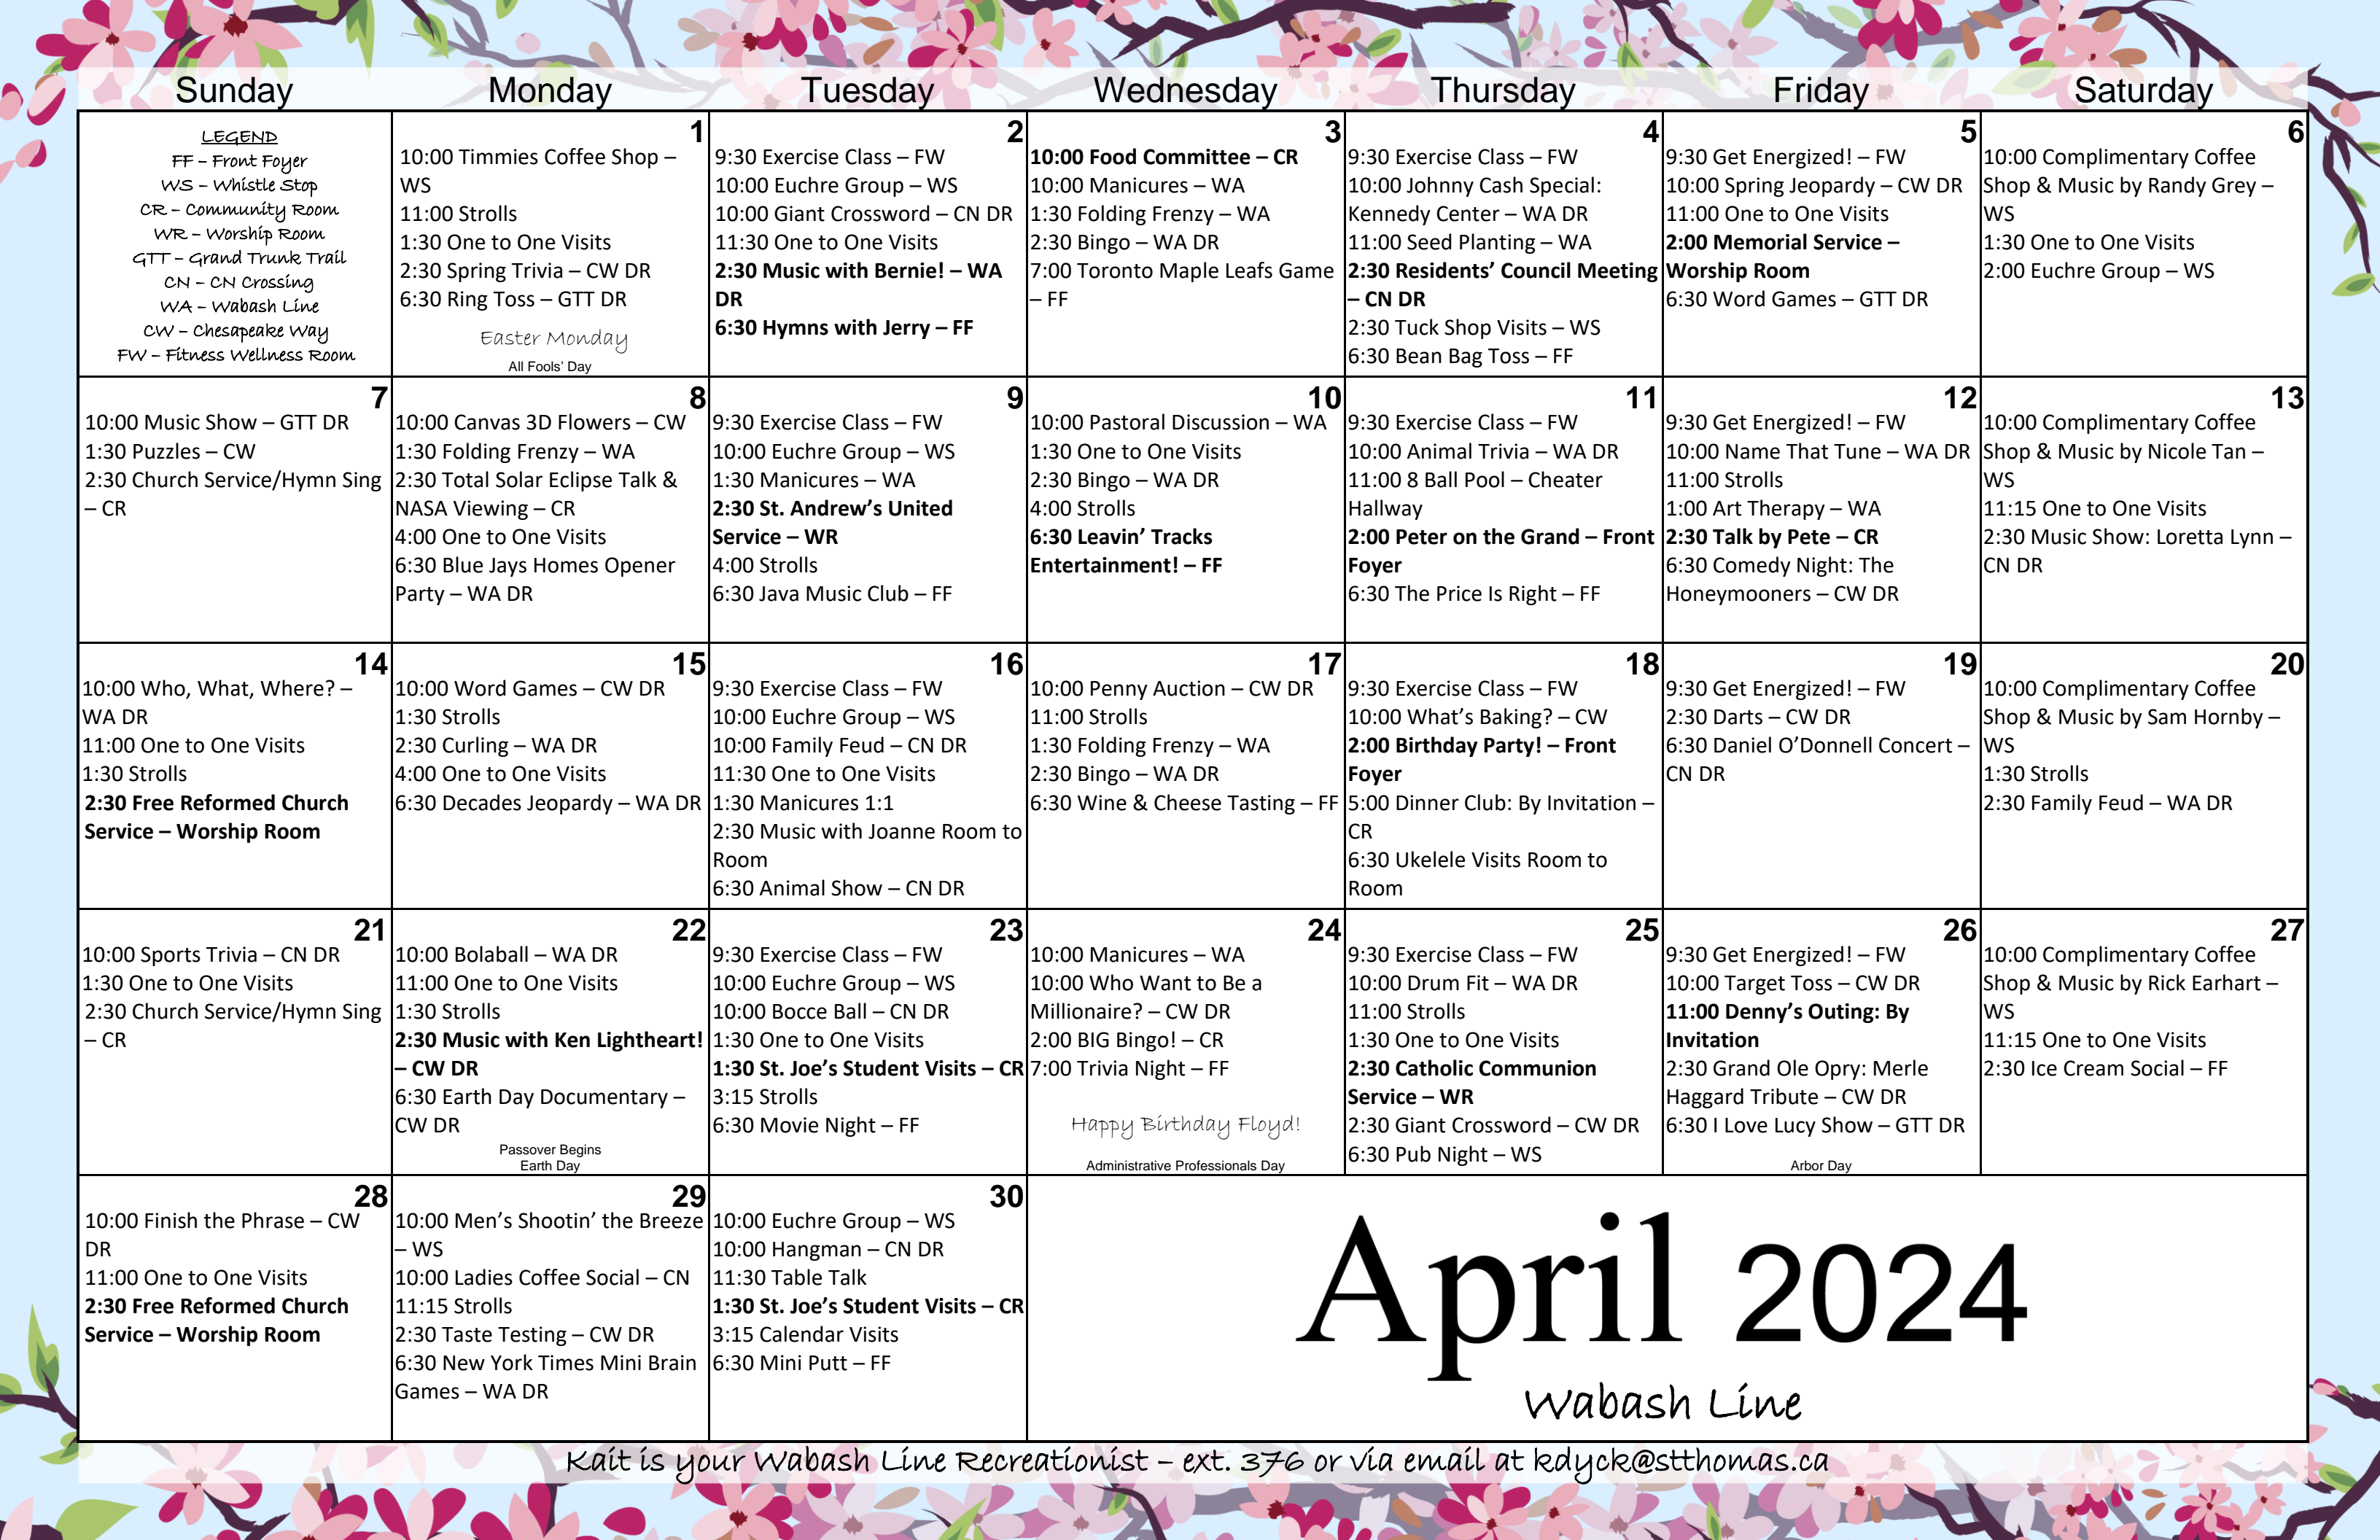 Sunday Monday Tuesday Wednesday Thursday Friday Saturday
LEGEND
FF – Front Foyer
WS – Whistle Stop
CR – Community Room
WR – Worship Room
GTT – Grand Trunk Trail
CN – CN Crossing
WA – Wabash Line
CW – Chesapeake Way
FW – Fitness Wellness Room
1
10:00 Timmies Coffee Shop –
WS
11:00 Strolls
1:30 One to One Visits
2:30 Spring Trivia – CW DR
6:30 Ring Toss – GTT DR
Easter Monday
All Fools' Day
2
9:30 Exercise Class – FW
10:00 Euchre Group – WS
10:00 Giant Crossword – CN DR
11:30 One to One Visits
2:30 Music with Bernie! – WA
DR
6:30 Hymns with Jerry – FF
3
10:00 Food Committee – CR
10:00 Manicures – WA
1:30 Folding Frenzy – WA
2:30 Bingo – WA DR
7:00 Toronto Maple Leafs Game
– FF
4
9:30 Exercise Class – FW
10:00 Johnny Cash Special:
Kennedy Center – WA DR
11:00 Seed Planting – WA
2:30 Residents' Council Meeting
– CN DR
2:30 Tuck Shop Visits – WS
6:30 Bean Bag Toss – FF
5
9:30 Get Energized! – FW
10:00 Spring Jeopardy – CW DR
11:00 One to One Visits
2:00 Memorial Service –
Worship Room
6:30 Word Games – GTT DR
6
10:00 Complimentary Coffee
Shop & Music by Randy Grey –
WS
1:30 One to One Visits
2:00 Euchre Group – WS
7
10:00 Music Show – GTT DR
1:30 Puzzles – CW
2:30 Church Service/Hymn Sing
– CR
8
10:00 Canvas 3D Flowers – CW
1:30 Folding Frenzy – WA
2:30 Total Solar Eclipse Talk &
NASA Viewing – CR
4:00 One to One Visits
6:30 Blue Jays Homes Opener
Party – WA DR
9
9:30 Exercise Class – FW
10:00 Euchre Group – WS
1:30 Manicures – WA
2:30 St. Andrew's United
Service – WR
4:00 Strolls
6:30 Java Music Club – FF
10
10:00 Pastoral Discussion – WA
1:30 One to One Visits
2:30 Bingo – WA DR
4:00 Strolls
6:30 Leavin' Tracks
Entertainment! – FF
11
9:30 Exercise Class – FW
10:00 Animal Trivia – WA DR
11:00 8 Ball Pool – Cheater
Hallway
2:00 Peter on the Grand – Front
Foyer
6:30 The Price Is Right – FF
12
9:30 Get Energized! – FW
10:00 Name That Tune – WA DR
11:00 Strolls
1:00 Art Therapy – WA
2:30 Talk by Pete – CR
6:30 Comedy Night: The
Honeymooners – CW DR
13
10:00 Complimentary Coffee
Shop & Music by Nicole Tan –
WS
11:15 One to One Visits
2:30 Music Show: Loretta Lynn –
CN DR
14
10:00 Who, What, Where? –
WA DR
11:00 One to One Visits
1:30 Strolls
2:30 Free Reformed Church
Service – Worship Room
15
10:00 Word Games – CW DR
1:30 Strolls
2:30 Curling – WA DR
4:00 One to One Visits
6:30 Decades Jeopardy – WA DR
16
9:30 Exercise Class – FW
10:00 Euchre Group – WS
10:00 Family Feud – CN DR
11:30 One to One Visits
1:30 Manicures 1:1
2:30 Music with Joanne Room to
Room
6:30 Animal Show – CN DR
17
10:00 Penny Auction – CW DR
11:00 Strolls
1:30 Folding Frenzy – WA
2:30 Bingo – WA DR
6:30 Wine & Cheese Tasting – FF
18
9:30 Exercise Class – FW
10:00 What's Baking? – CW
2:00 Birthday Party! – Front
Foyer
5:00 Dinner Club: By Invitation –
CR
6:30 Ukelele Visits Room to
Room
19
9:30 Get Energized! – FW
2:30 Darts – CW DR
6:30 Daniel O'Donnell Concert –
CN DR
20
10:00 Complimentary Coffee
Shop & Music by Sam Hornby –
WS
1:30 Strolls
2:30 Family Feud – WA DR
21
10:00 Sports Trivia – CN DR
1:30 One to One Visits
2:30 Church Service/Hymn Sing
– CR
22
10:00 Bolaball – WA DR
11:00 One to One Visits
1:30 Strolls
2:30 Music with Ken Lightheart!
– CW DR
6:30 Earth Day Documentary –
CW DR
Passover Begins
Earth Day
23
9:30 Exercise Class – FW
10:00 Euchre Group – WS
10:00 Bocce Ball – CN DR
1:30 One to One Visits
1:30 St. Joe's Student Visits – CR
3:15 Strolls
6:30 Movie Night – FF
24
10:00 Manicures – WA
10:00 Who Want to Be a
Millionaire? – CW DR
2:00 BIG Bingo! – CR
7:00 Trivia Night – FF
Happy Birthday Floyd!
Administrative Professionals Day
25
9:30 Exercise Class – FW
10:00 Drum Fit – WA DR
11:00 Strolls
1:30 One to One Visits
2:30 Catholic Communion
Service – WR
2:30 Giant Crossword – CW DR
6:30 Pub Night – WS
26
9:30 Get Energized! – FW
10:00 Target Toss – CW DR
11:00 Denny's Outing: By
Invitation
2:30 Grand Ole Opry: Merle
Haggard Tribute – CW DR
6:30 I Love Lucy Show – GTT DR
Arbor Day
27
10:00 Complimentary Coffee
Shop & Music by Rick Earhart –
WS
11:15 One to One Visits
2:30 Ice Cream Social – FF
28
10:00 Finish the Phrase – CW
DR
11:00 One to One Visits
2:30 Free Reformed Church
Service – Worship Room
29
10:00 Men's Shootin' the Breeze
– WS
10:00 Ladies Coffee Social – CN
11:15 Strolls
2:30 Taste Testing – CW DR
6:30 New York Times Mini Brain
Games – WA DR
30
10:00 Euchre Group – WS
10:00 Hangman – CN DR
11:30 Table Talk
1:30 St. Joe's Student Visits – CR
3:15 Calendar Visits
6:30 Mini Putt – FF
April 2024
Wabash Line
Kait is your Wabash Line Recreationist – ext. 376 or via email at kdyck@stthomas.ca